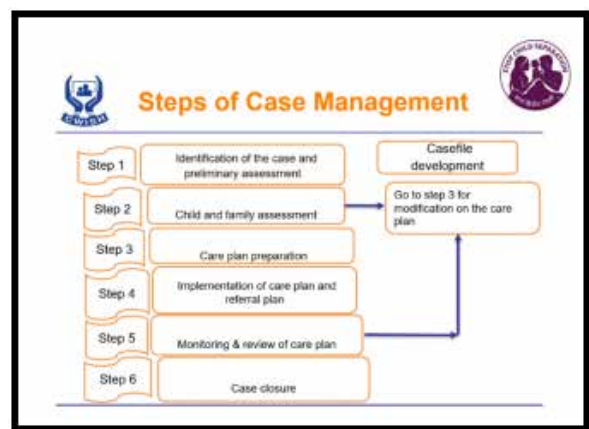 CWISH
STOP CHILD SEPARATION
Steps of Case Management
Step 1
Identification of the case and
preliminary assessment
Casefile
development
Step 2
Child and family assessment
Go to step 3 for
modification on the care
plan
Step 3
Care plan preparation
Step 4
Implementation of care plan and
referral plan
Step 5
Monitoring & review of care plan
Step 6
Case closure